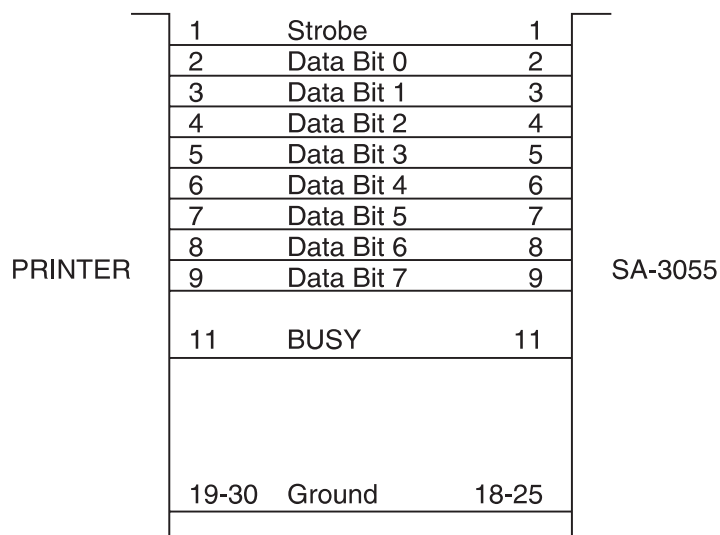 1 Strobe 1
2 Data Bit 0 2
3 Data Bit 1 3
4 Data Bit 2 4
5 Data Bit 3 5
6 Data Bit 4 6
7 Data Bit 5 7
8 Data Bit 6 8
PRINTER 9 Data Bit 7 9 SA-3055
11 BUSY 11
19-30 Ground 18-25